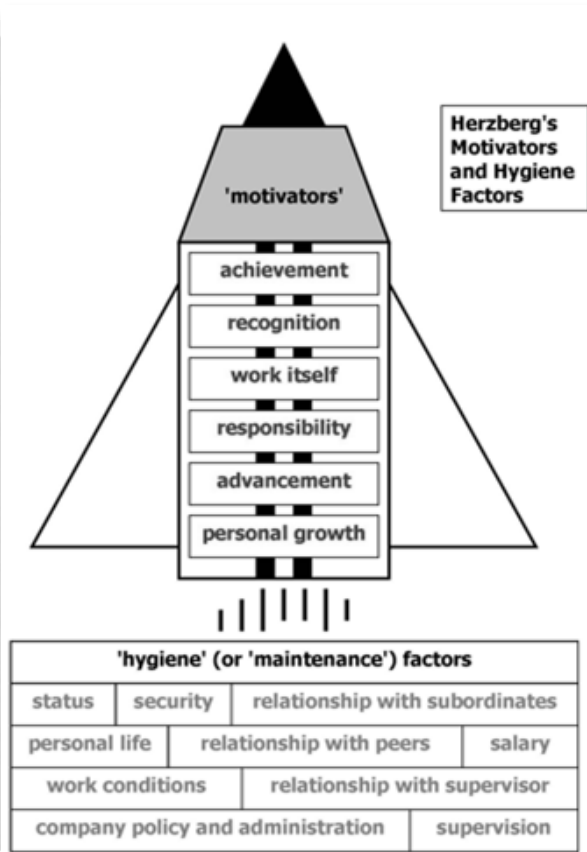 Herzberg's
Motivators
and Hygiene
Factors
'motivators'
achievement
recognition
work itself
responsibility
advancement
personal growth
'hygiene' (or 'maintenance') factors
status security relationship with subordinates
personal life relationship with peers salary
work conditions relationship with supervisor
company policy and administration supervision